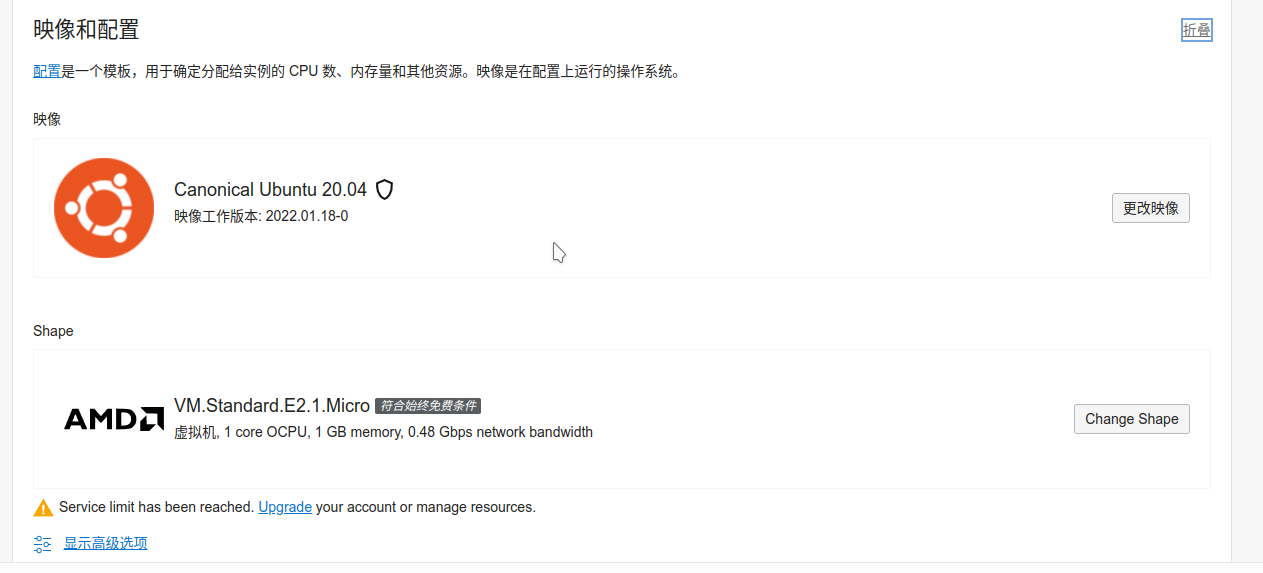 映像和配置
折叠
配置是一个模板，用于确定分配给实例的 CPU 数、内存量和其他资源。映像是在配置上运行的操作系统。
映像
Canonical Ubuntu 20.04
映像工作版本: 2022.01.18-0
更改映像
Shape
AMD
VM.Standard.E2.1.Micro 符合始终免费条件
虚拟机, 1 core OCPU, 1 GB memory, 0.48 Gbps network bandwidth
Change Shape
Service limit has been reached. Upgrade your account or manage resources.
显示高级选项